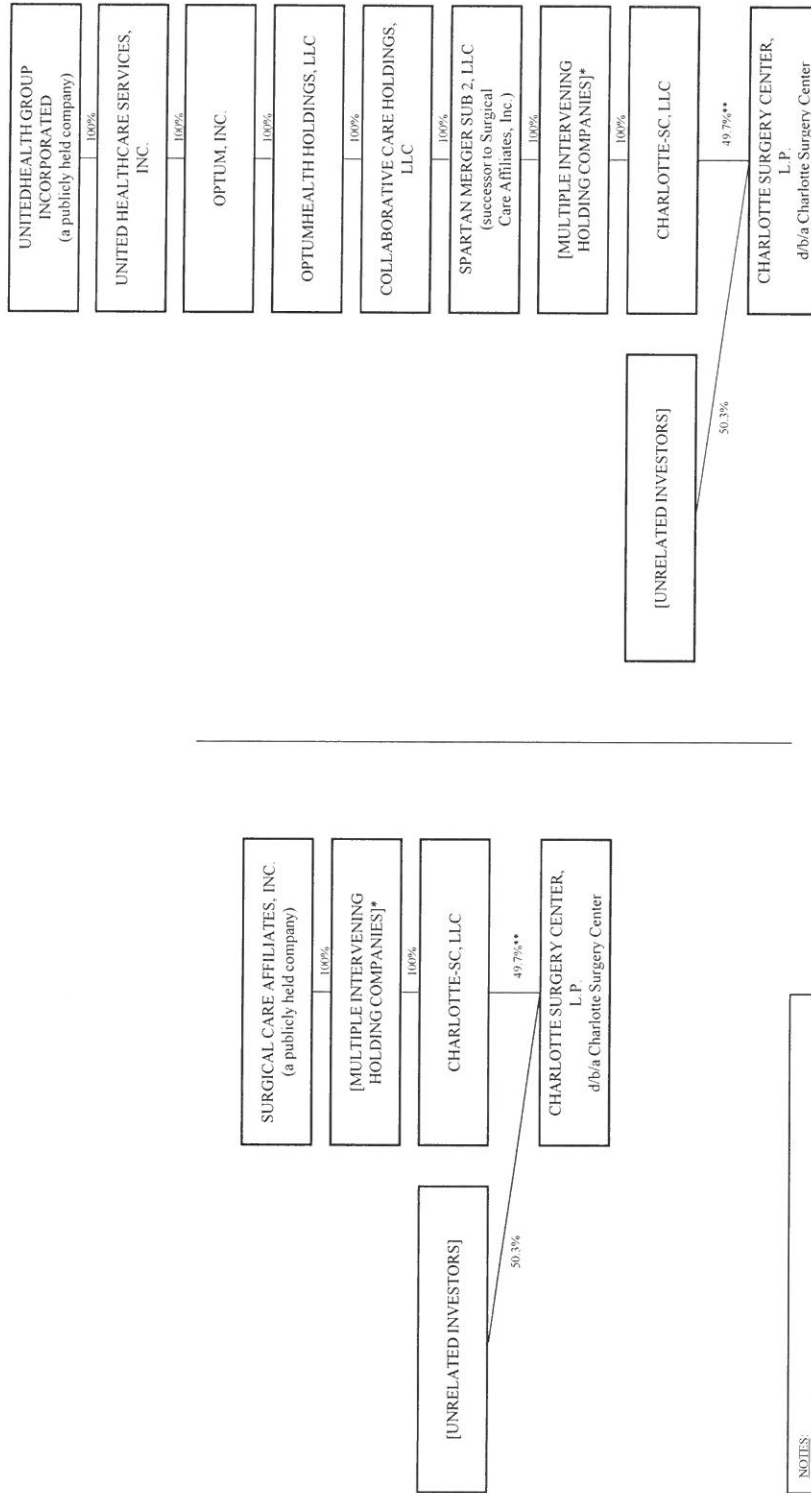 SURGICAL CARE AFFILIATES, INC.
(a publicly held company)
100%
[MULTIPLE INTERVENING
HOLDING COMPANIES]*
100%
[UNRELATED INVESTORS]
CHARLOTTE-SC, LLC
50.3%
49.7%**
CHARLOTTE SURGERY CENTER,
L.P.
d/b/a Charlotte Surgery Center
UNITEDHEALTH GROUP
INCORPORATED
(a publicly held company)
100%
UNITED HEALTHCARE SERVICES,
INC.
100%
OPTUM, INC.
100%
OPTUMHEALTH HOLDINGS, LLC
100%
COLLABORATIVE CARE HOLDINGS,
LLC
100%
SPARTAN MERGER SUB 2, LLC
(successor to Surgical
Care Affiliates, Inc.)
100%
[MULTIPLE INTERVENING
HOLDING COMPANIES]*
100%
[UNRELATED INVESTORS]
CHARLOTTE-SC, LLC
50.3%
49.7%**
CHARLOTTE SURGERY CENTER,
L.P.
d/b/a Charlotte Surgery Center
NOTES: